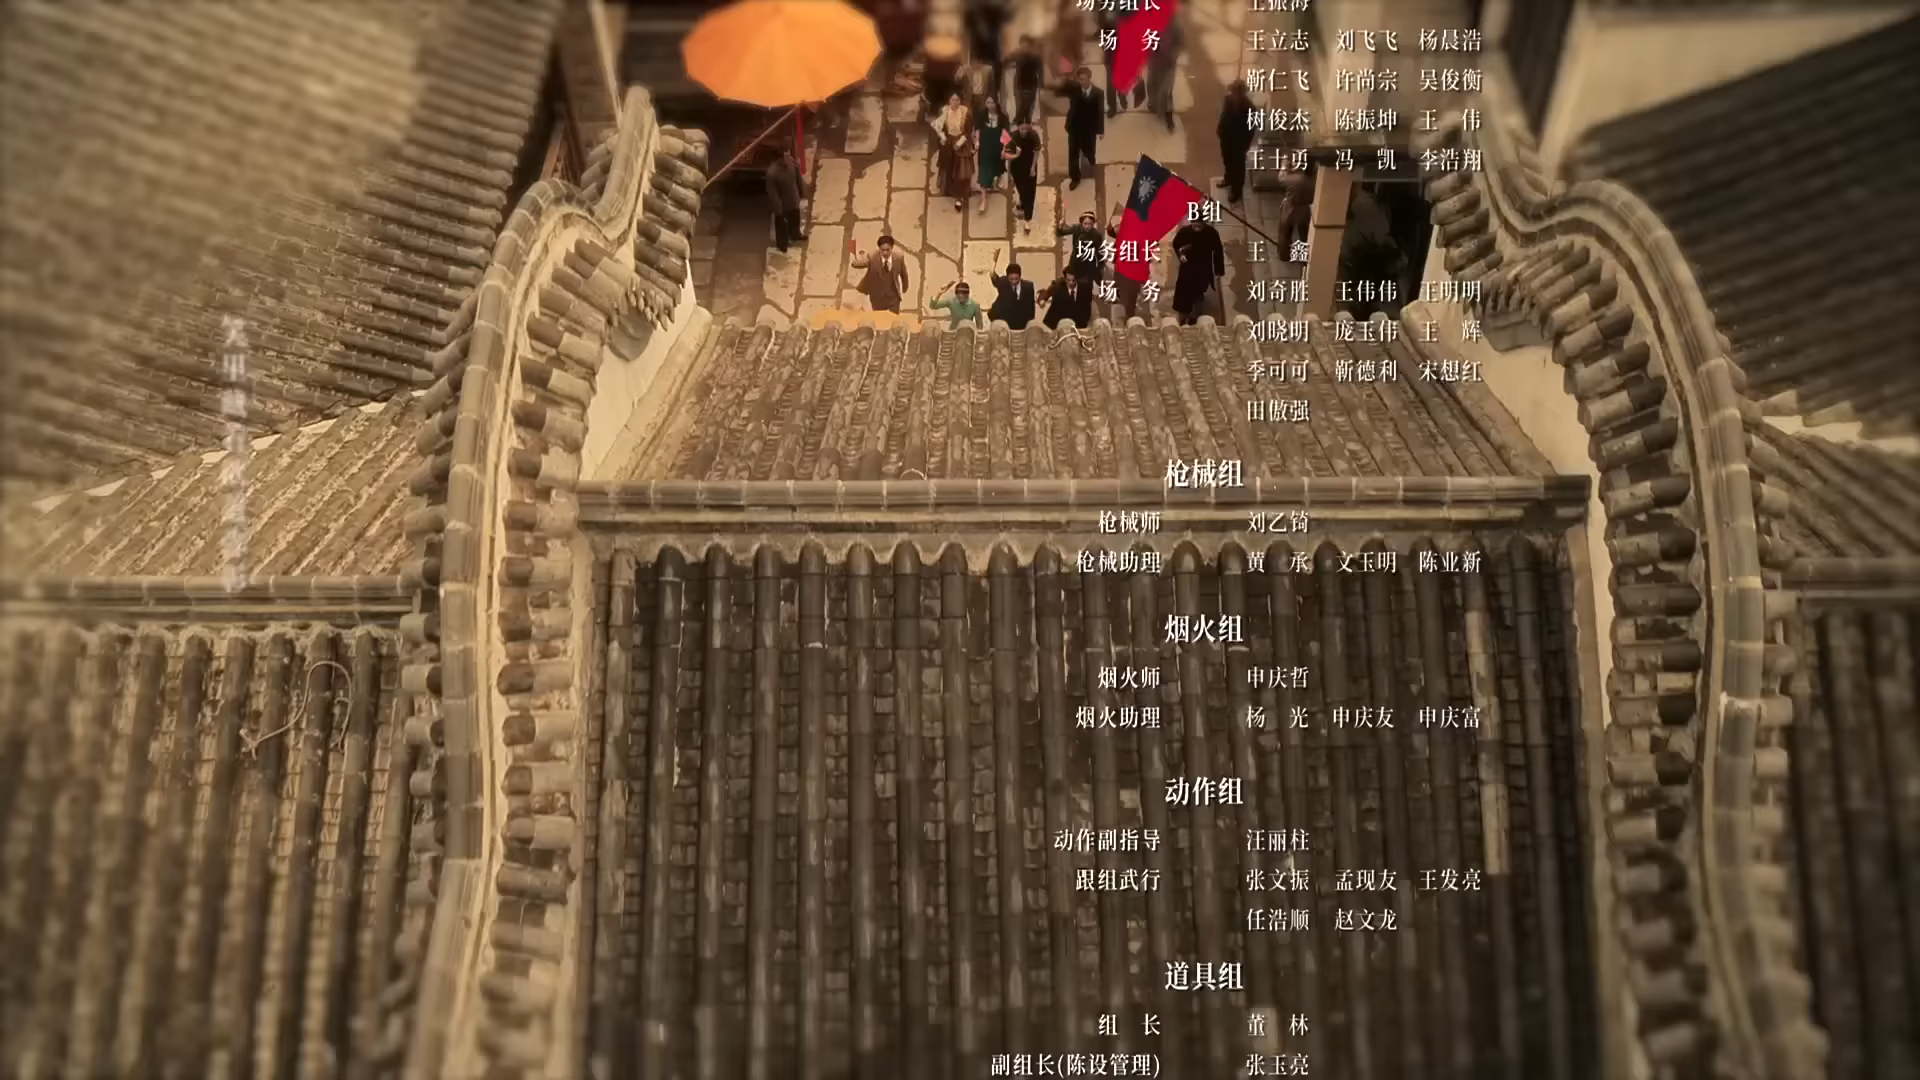 场务组长 王振海
场 务 王立志 刘飞飞 杨晨浩
靳仁飞 许尚宗 吴俊衡
树俊杰 陈振坤 王 伟
王士勇 冯 凯 李浩翔
B组
场务组长 王 鑫
场 务 刘奇胜 王伟伟 王明明
刘晓明 庞玉伟 王 辉
季可可 靳德利 宋想红
田傲强
枪械组
枪械师 刘乙锜
枪械助理 黄 承 文玉明 陈业新
烟火组
烟火师 申庆哲
烟火助理 杨 光 申庆友 申庆富
动作组
动作副指导 汪丽柱
跟组武行 张文振 孟现友 王发亮
任浩顺 赵文龙
道具组
组 长 董 林
副组长(陈设管理) 张玉亮